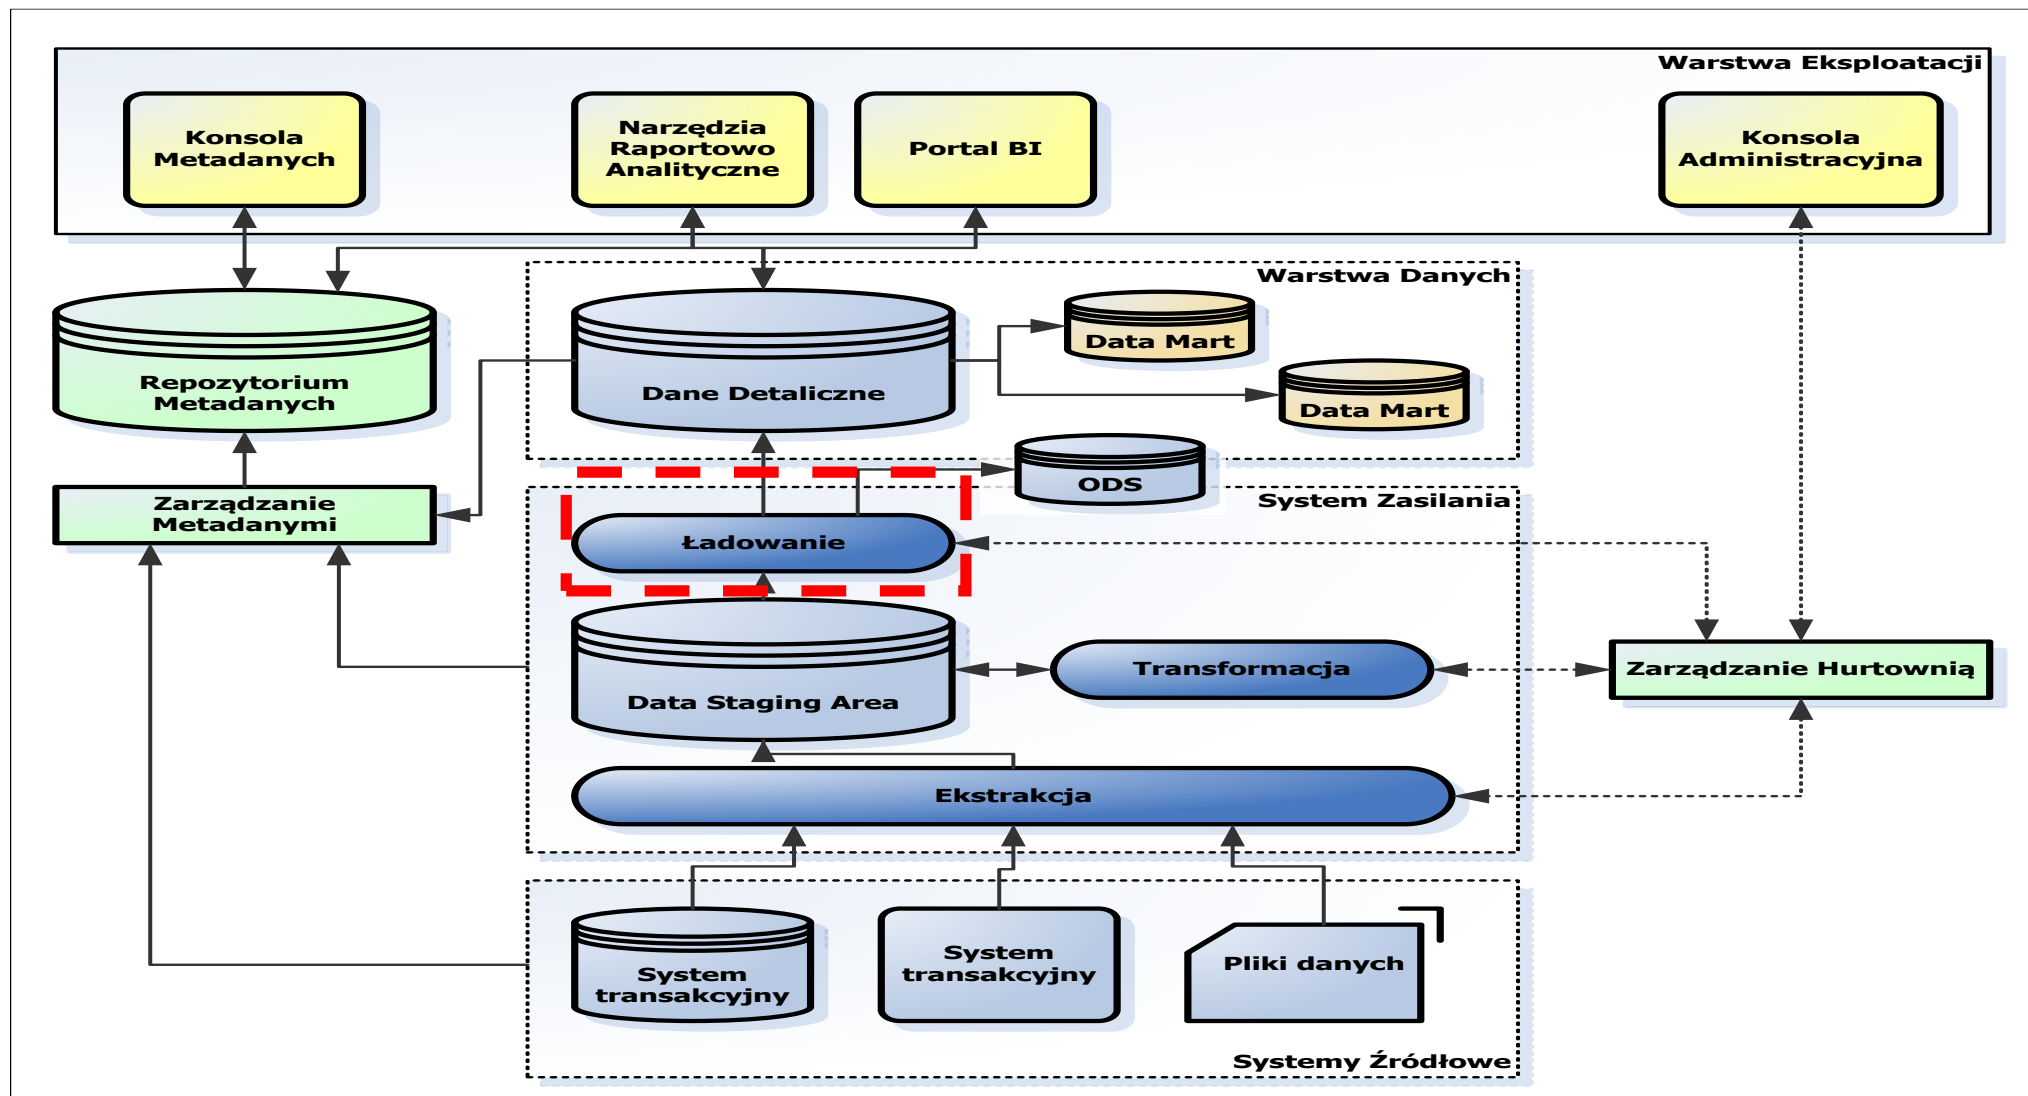 Warstwa Eksploatacji
Konsola
Metadanych
Narzędzia
Raportowo
Analityczne
Portal BI
Konsola
Administracyjna
Warstwa Danych
Repozytorium
Metadanych
Dane Detaliczne
Data Mart
Data Mart
ODS
Zarządzanie
Metadanymi
System Zasilania
Ładowanie
Data Staging Area
Transformacja
Zarządzanie Hurtownią
Ekstrakcja
System
transakcyjny
System
transakcyjny
Pliki danych
Systemy Źródłowe